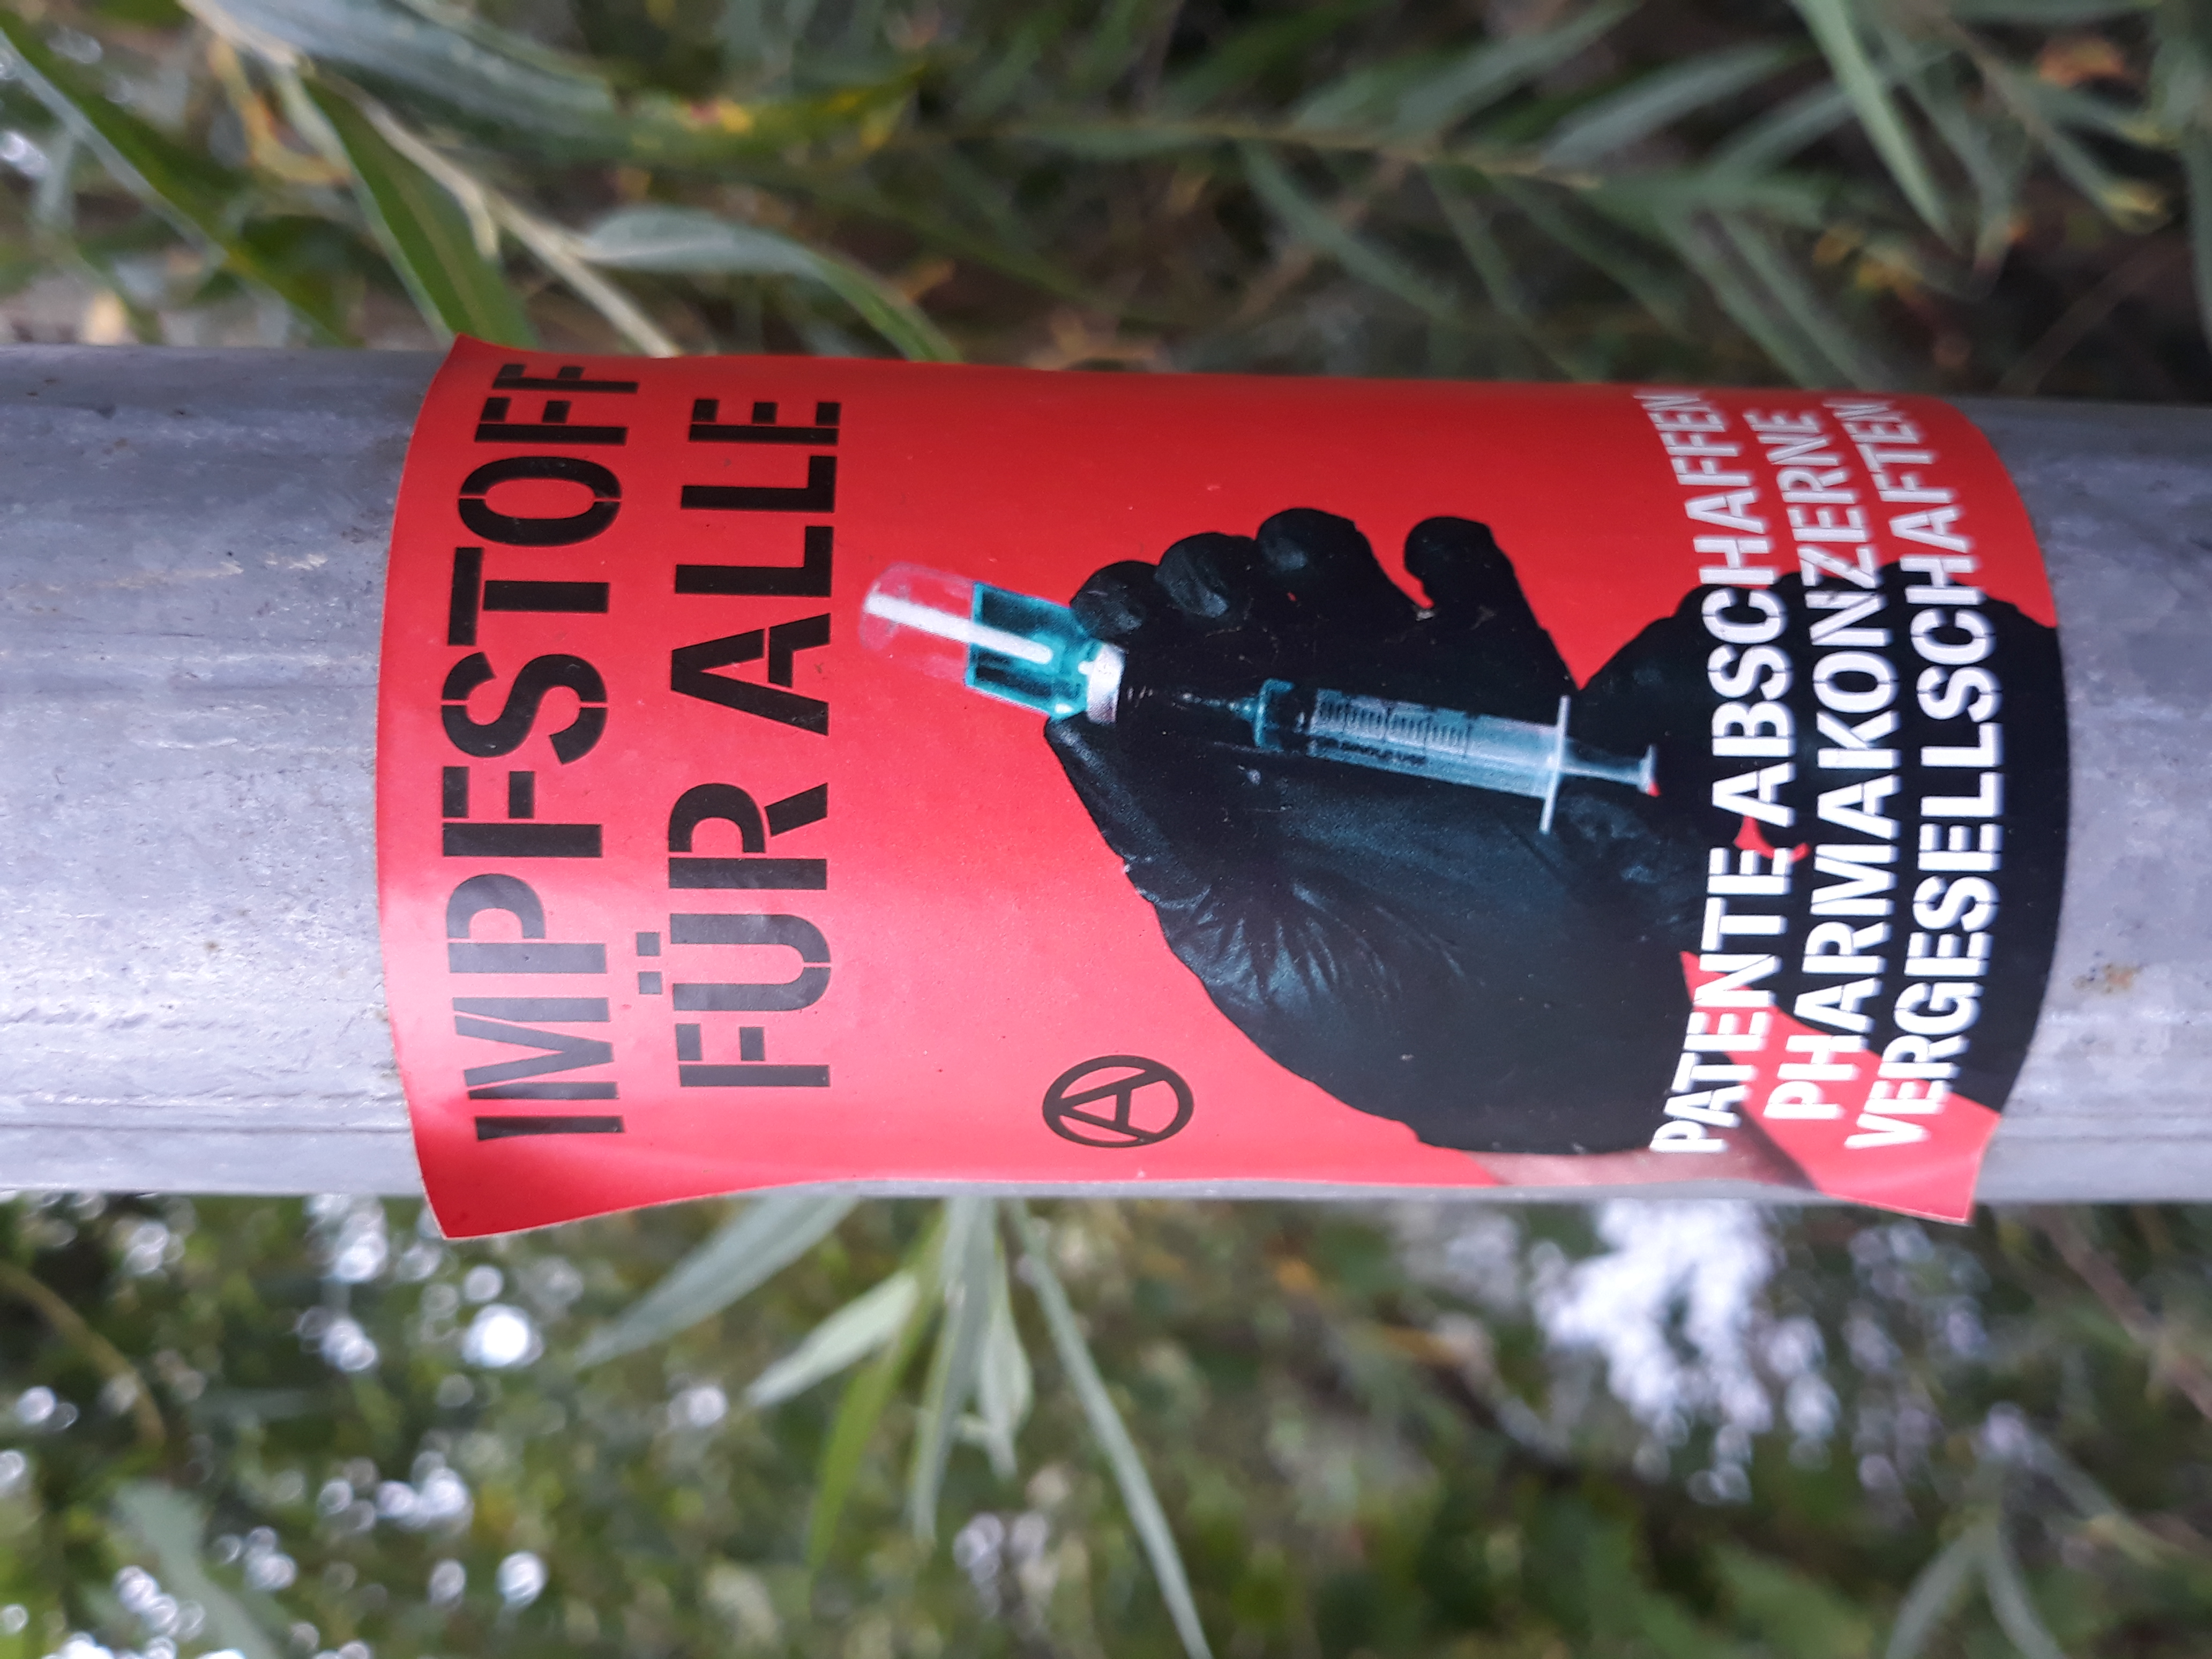 IMPFSTOFF
FÜR ALLE
PATENTE ABSCHAFFEN
PHARMAKONZERNE
VERGESELLSCHAFTEN